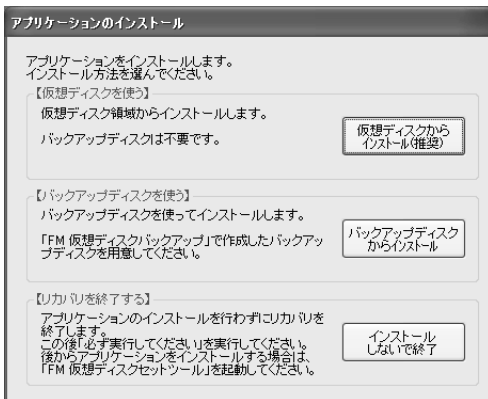 アプリケーションのインストール
アプリケーションをインストールします。
インストール方法を選んでください。
【仮想ディスクを使う】
仮想ディスク領域からインストールします。
バックアップディスクは不要です。
仮想ディスクから
インストール(推奨)
【バックアップディスクを使う】
バックアップディスクを使ってインストールします。
「FM 仮想ディスクバックアップ」で作成したバックアッ
プディスクを用意してください。
バックアップディスク
からインストール
【リカバリを終了する】
アプリケーションのインストールを行わずにリカバリを
終了します。
この後「必ず実行してください」を実行してください。
後からアプリケーションをインストールする場合は、
「FM 仮想ディスクセットツール」を起動してください。
インストール
しないで終了